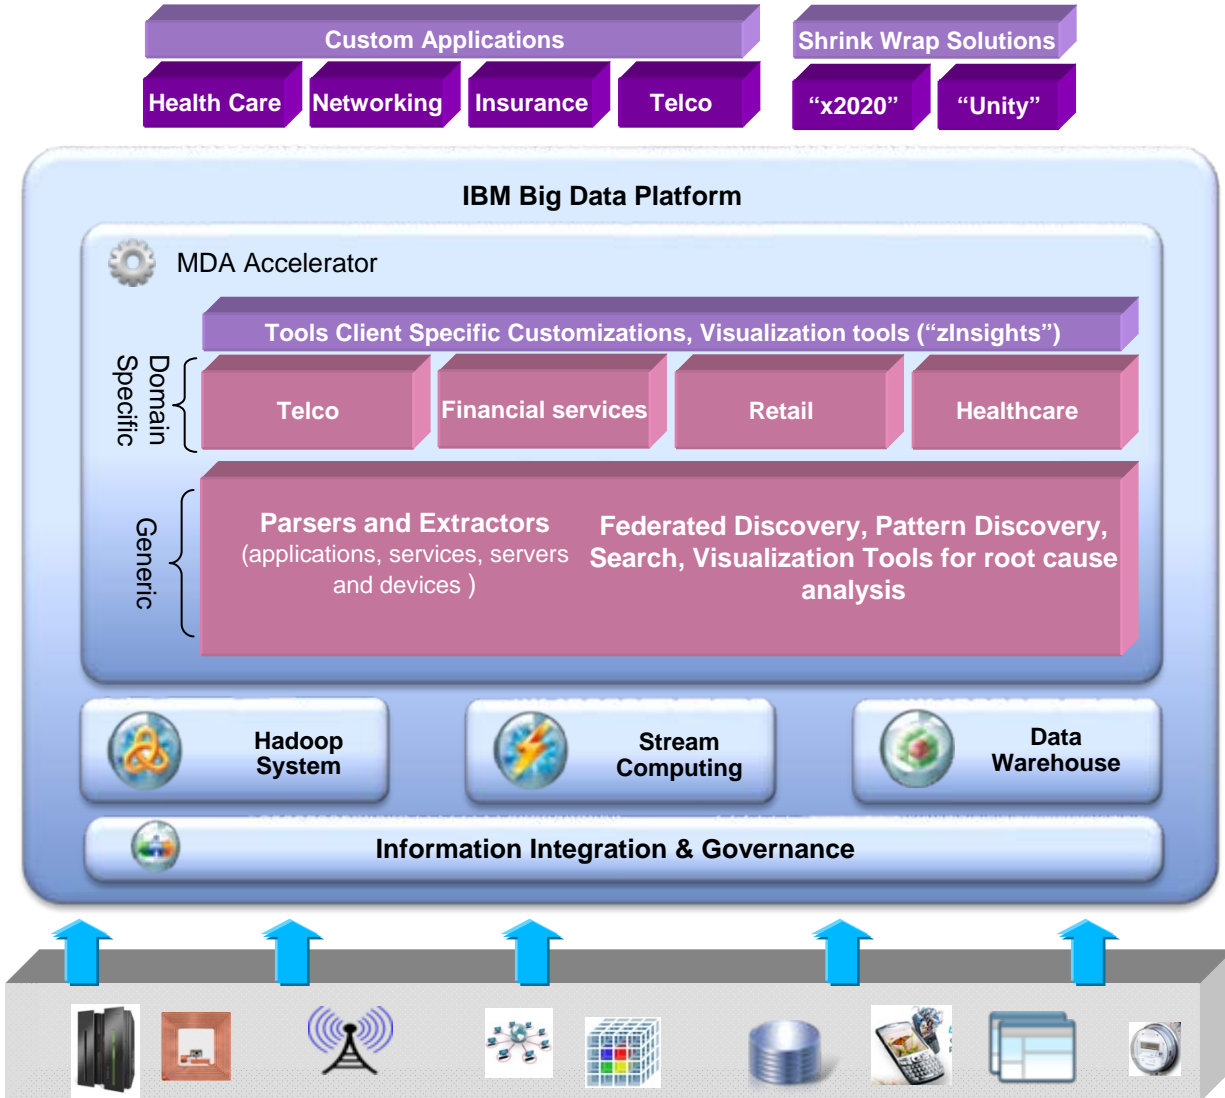 Custom Applications
Shrink Wrap Solutions
Health Care
Networking
Insurance
Telco
“x2020”
“Unity”
IBM Big Data Platform
MDA Accelerator
Tools Client Specific Customizations, Visualization tools (“zInsights”)
Domain
Specific
Telco
Financial services
Retail
Healthcare
Generic
Parsers and Extractors
(applications, services, servers
and devices )
Federated Discovery, Pattern Discovery,
Search, Visualization Tools for root cause
analysis
Hadoop
System
Stream
Computing
Data
Warehouse
Information Integration & Governance